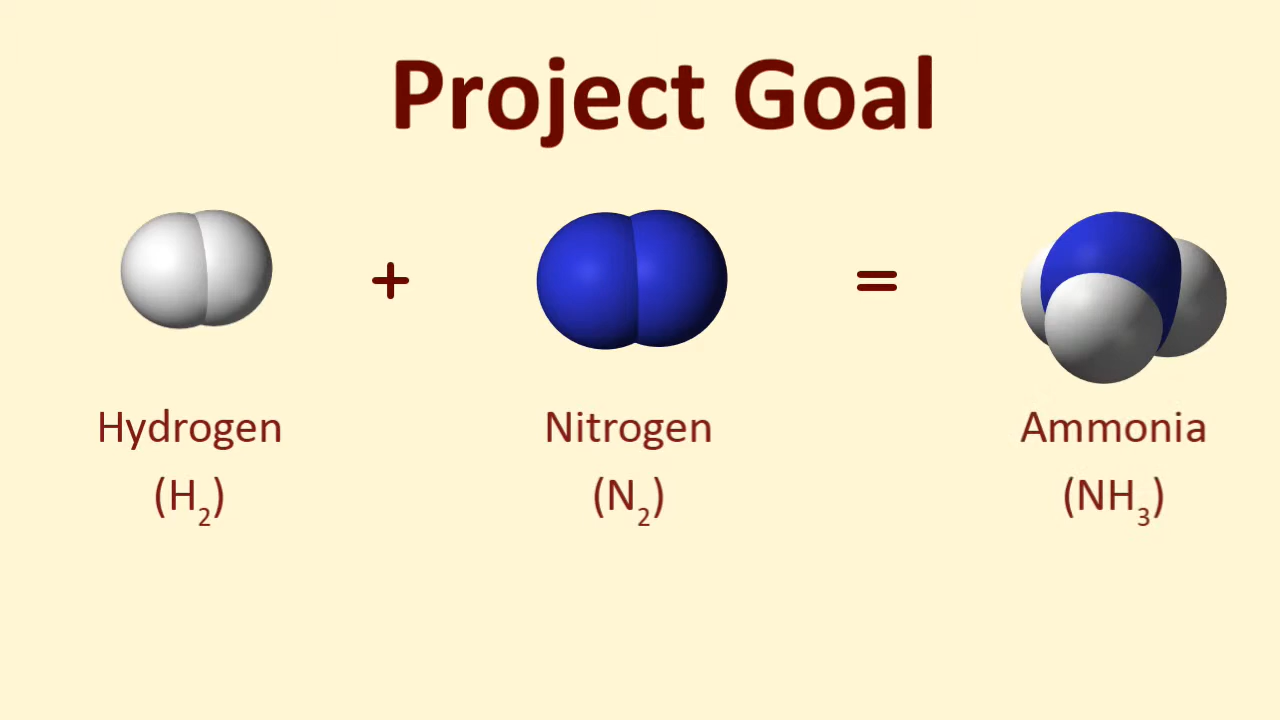 Project Goal
+ =
Hydrogen Nitrogen Ammonia
(H₂) (N₂) (NH₃)